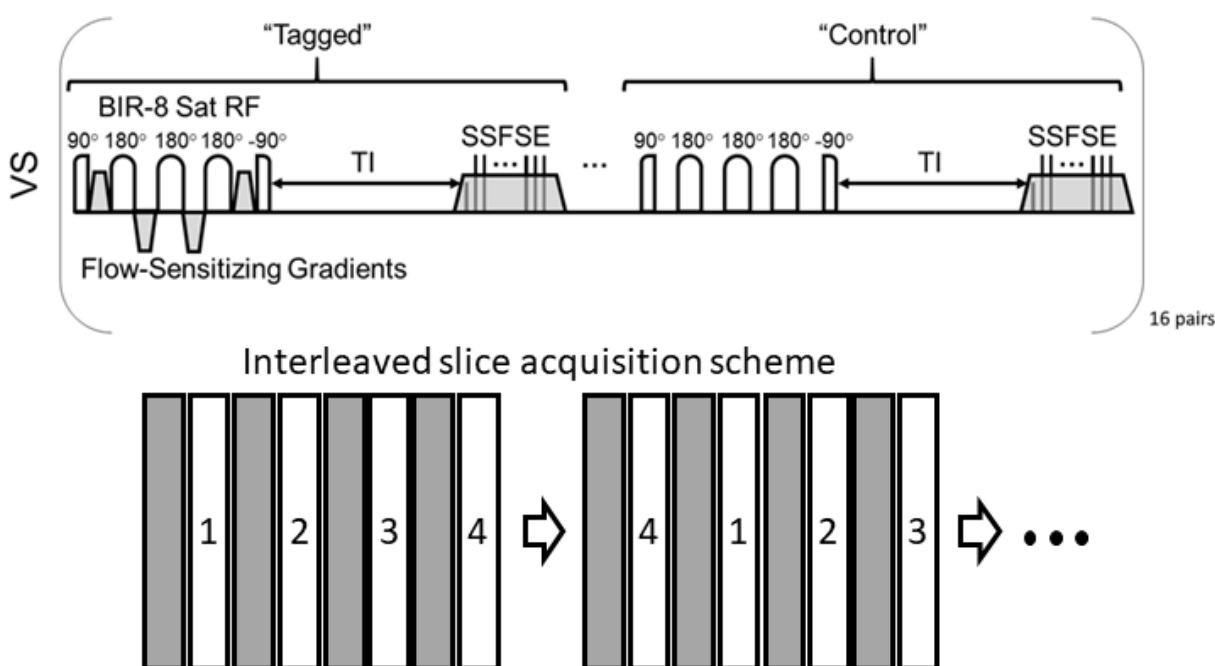 “Tagged” “Control”
BIR-8 Sat RF
90° 180° 180° 180° -90° SSFSE 90° 180° 180° 180° -90° SSFSE
VS
TI ... TI
Flow-Sensitizing Gradients
16 pairs
Interleaved slice acquisition scheme
1 2 3 4 4 1 2 3 ...